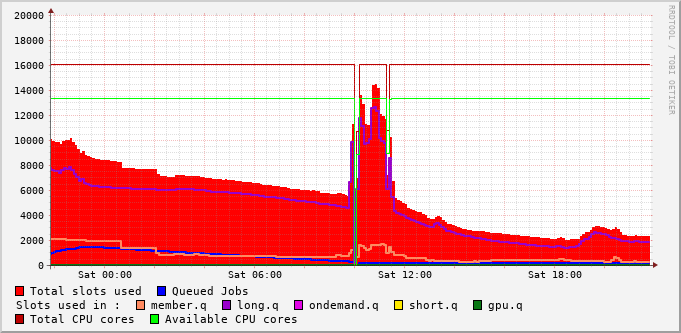 20000
18000
16000
14000
12000
10000
8000
6000
4000
2000
0
Sat 00:00 Sat 06:00 Sat 12:00 Sat 18:00
RRDTOOL / TOBI OETIKER
Total slots used Queued Jobs
Slots used in : member.q long.q ondemand.q short.q gpu.q
Total CPU cores Available CPU cores